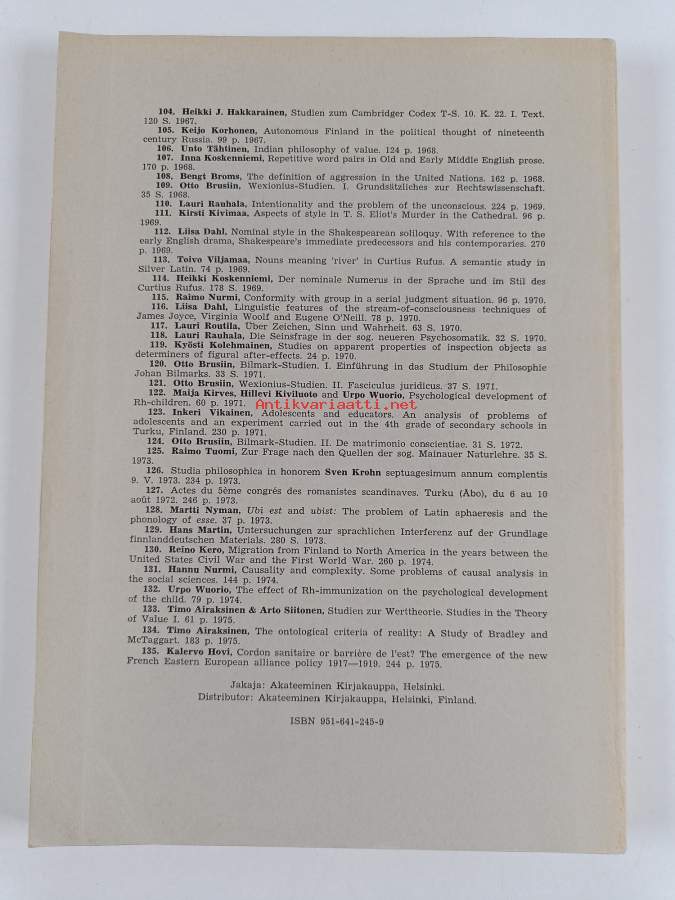 104. Heikki J. Hakkarainen, Studien zum Cambridger Codex T-S. 10. K. 22. I. Text.
120 S. 1967.
105. Keijo Korhonen, Autonomous Finland in the political thought of nineteenth
century Russia. 99 p. 1967.
106. Unto Tähtinen, Indian philosophy of value. 124 p. 1968.
107. Inna Koskenniemi, Repetitive word pairs in Old and Early Middle English prose.
170 p. 1968.
108. Bengt Broms, The definition of aggression in the United Nations. 162 p. 1968.
109. Otto Brusiin, Wexionius-Studien. I. Grundsätzliches zur Rechtswissenschaft.
35 S. 1968.
110. Lauri Rauhala, Intentionality and the problem of the unconscious. 224 p. 1969.
111. Kirsti Kivimaa, Aspects of style in T. S. Eliot's Murder in the Cathedral. 96 p.
1969.
112. Liisa Dahl, Nominal style in the Shakespearean soliloquy. With reference to the
early English drama, Shakespeare's immediate predecessors and his contemporaries. 270
p. 1969.
113. Toivo Viljamaa, Nouns meaning 'river' in Curtius Rufus. A semantic study in
Silver Latin. 74 p. 1969.
114. Heikki Koskenniemi, Der nominale Numerus in der Sprache und im Stil des
Curtius Rufus. 178 S. 1969.
115. Raimo Nurmi, Conformity with group in a serial judgment situation. 96 p. 1970.
116. Liisa Dahl, Linguistic features of the stream-of-consciousness techniques of
James Joyce, Virginia Woolf and Eugene O'Neill. 78 p. 1970.
117. Lauri Routila, Über Zeichen, Sinn und Wahrheit. 63 S. 1970.
118. Lauri Rauhala, Die Seinsfrage in der sog. neueren Psychosomatik. 32 S. 1970.
119. Kyösti Kolehmainen, Studies on apparent properties of inspection objects as
determiners of figural after-effects. 24 p. 1970.
120. Otto Brusiin, Bilmark-Studien. I. Einführung in das Studium der Philosophie
Johan Bilmarks. 33 S. 1971.
121. Otto Brusiin, Wexionius-Studien. II. Fasciculus juridicus. 37 S. 1971.
122. Maija Kirves, Hillevi Kiviluoto and Urpo Wuorio, Psychological development of
Rh-children. 60 p. 1971.
Antikvariaatti.net
123. Inkeri Vikainen, Adolescents and educators. An analysis of problems of
adolescents and an experiment carried out in the 4th grade of secondary schools in
Turku, Finland. 230 p. 1971.
124. Otto Brusiin, Bilmark-Studien. II. De matrimonio conscientiae. 31 S. 1972.
125. Raimo Tuomi, Zur Frage nach den Quellen der sog. Mainauer Naturlehre. 35 S.
1973.
126. Studia philosophica in honorem Sven Krohn septuagesimum annum complentis
9. V. 1973. 234 p. 1973.
127. Actes du 5ème congrés des romanistes scandinaves. Turku (Åbo), du 6 au 10
août 1972. 246 p. 1973.
128. Martti Nyman, Ubi est and ubist: The problem of Latin aphaeresis and the
phonology of esse. 37 p. 1973.
129. Hans Martin, Untersuchungen zur sprachlichen Interferenz auf der Grundlage
finnlanddeutschen Materials. 280 S. 1973.
130. Reino Kero, Migration from Finland to North America in the years between the
United States Civil War and the First World War. 260 p. 1974.
131. Hannu Nurmi, Causality and complexity. Some problems of causal analysis in
the social sciences. 144 p. 1974.
132. Urpo Wuorio, The effect of Rh-immunization on the psychological development
of the child. 79 p. 1974.
133. Timo Airaksinen & Arto Siitonen, Studien zur Werttheorie. Studies in the Theory
of Value I. 61 p. 1975.
134. Timo Airaksinen, The ontological criteria of reality: A Study of Bradley and
McTaggart. 183 p. 1975.
135. Kalervo Hovi, Cordon sanitaire or barrière de l'est? The emergence of the new
French Eastern European alliance policy 1917—1919. 244 p. 1975.
Jakaja: Akateeminen Kirjakauppa, Helsinki.
Distributor: Akateeminen Kirjakauppa, Helsinki, Finland.
ISBN 951-641-245-9